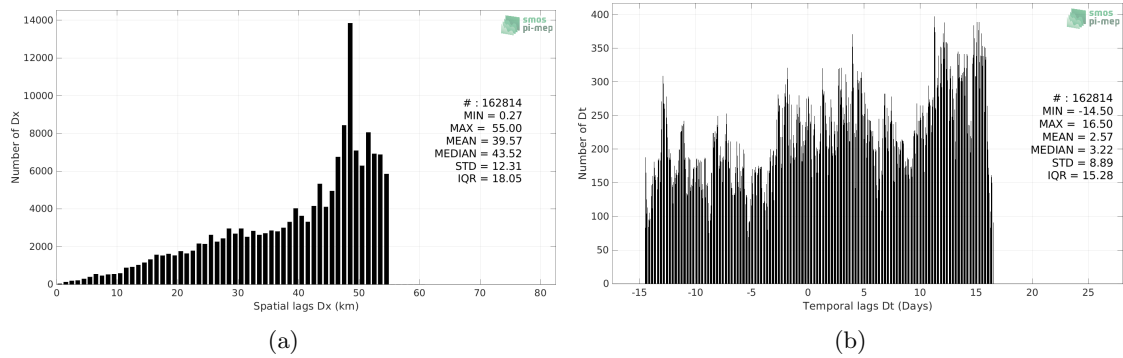 14000
12000
10000
8000
6000
4000
2000
0
Number of Dx
0 10 20 30 40 50 60 70 80
Spatial lags Dx (km)
smos
pi-mep
# : 162814
MIN = 0.27
MAX = 55.00
MEAN = 39.57
MEDIAN = 43.52
STD = 12.31
IQR = 18.05
(a)
400
350
300
250
200
150
100
50
0
Number of Dt
-15 -10 -5 0 5 10 15 20 25
Temporal lags Dt (Days)
smos
pi-mep
# : 162814
MIN = -14.50
MAX = 16.50
MEAN = 2.57
MEDIAN = 3.22
STD = 8.89
IQR = 15.28
(b)